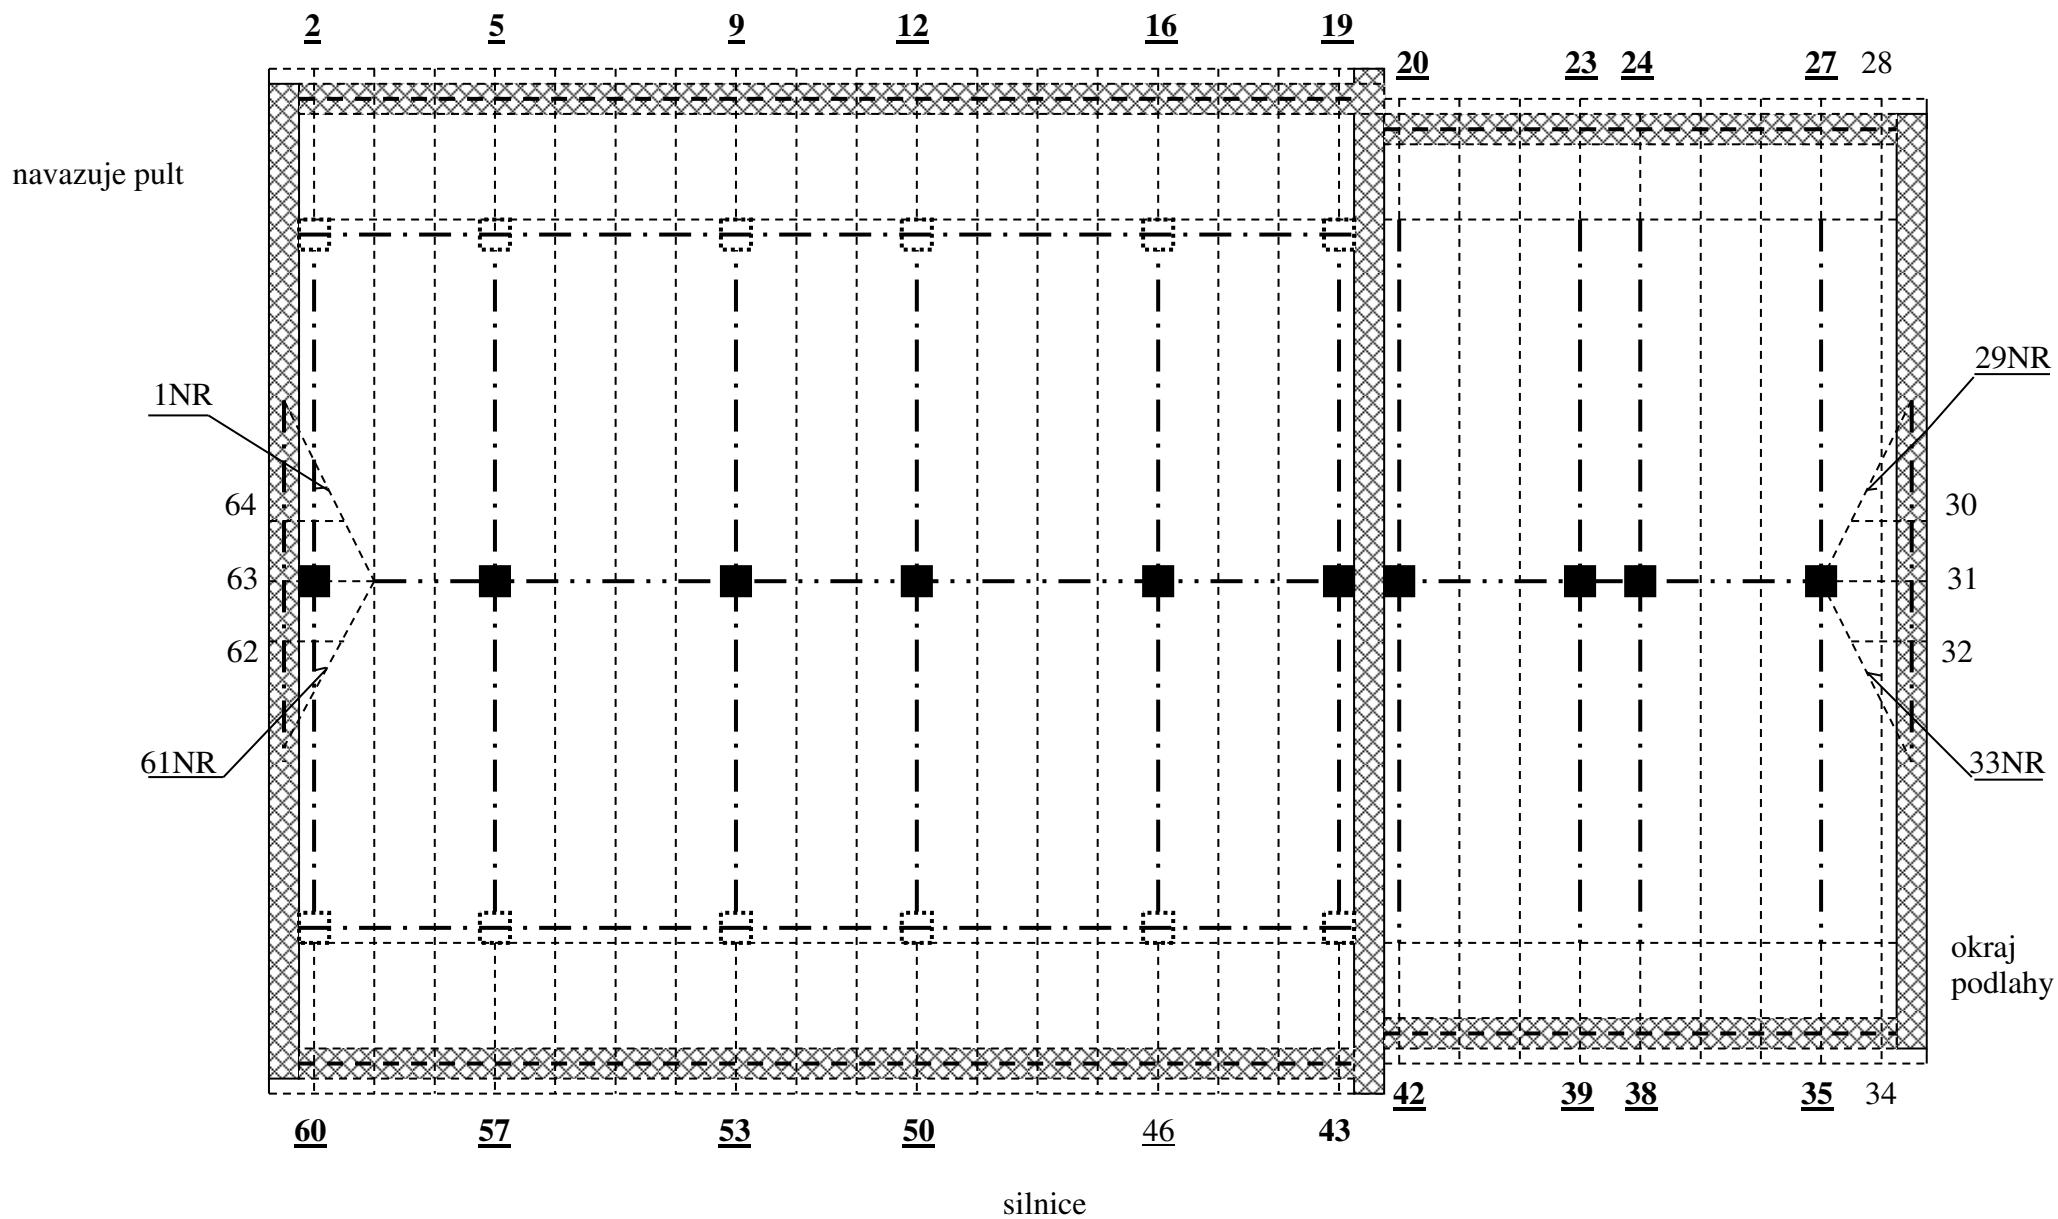 2 5 9 12 16 19
20 23 24 27 28
navazuje pult
29NR
1NR
64 30
63 31
62 32
61NR 33NR
okraj
podlahy
42 39 38 35 34
60 57 53 50 46 43
silnice